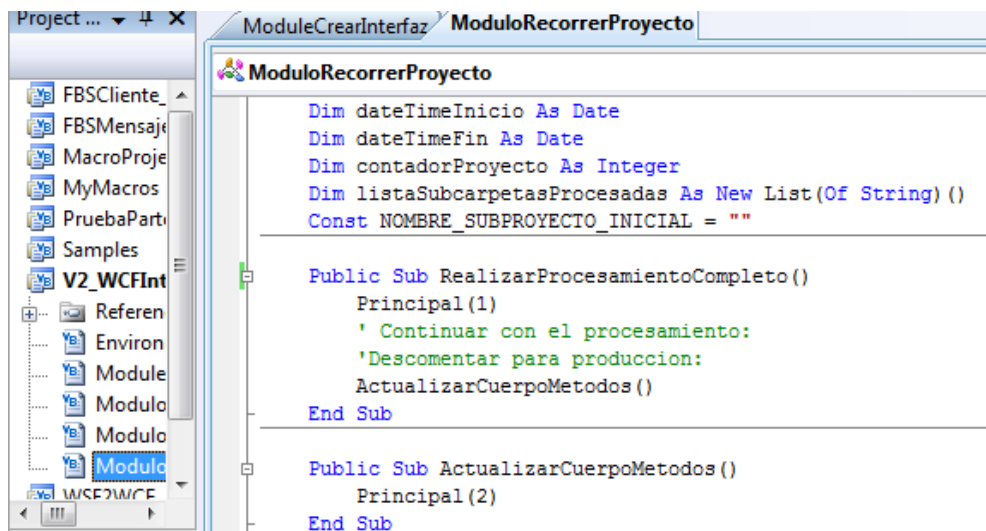 Project ...
ModuleCrearInterfaz
ModuloRecorrerProyecto
ModuloRecorrerProyecto
FBSCliente_
FBSMensaje
MacroProje
MyMacros
PruebaParte
Samples
V2_WCFInt
Referen
Environ
Module
Modulo
Modulo
Modulo
WSE2WCF
Dim dateTimeInicio As Date
Dim dateTimeFin As Date
Dim contadorProyecto As Integer
Dim listaSubcarpetasProcesadas As New List(Of String)()
Const NOMBRE_SUBPROYECTO_INICIAL = ""
Public Sub RealizarProcesamientoCompleto()
Principal(1)
' Continuar con el procesamiento:
'Descomentar para produccion:
ActualizarCuerpoMetodos()
End Sub
Public Sub ActualizarCuerpoMetodos()
Principal(2)
End Sub